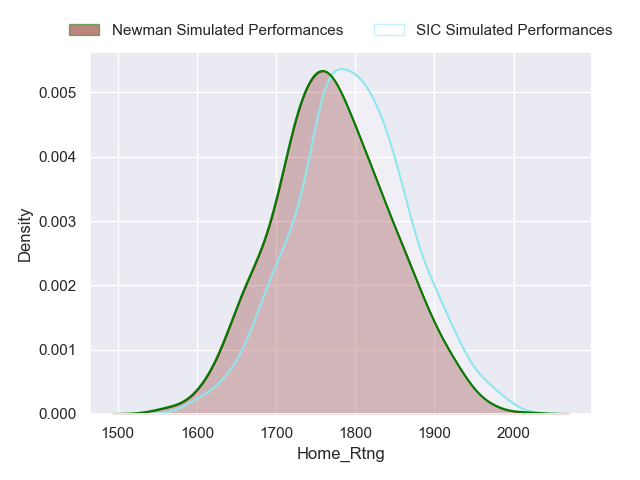 Newman Simulated Performances
SIC Simulated Performances
0.005
0.004
0.003
0.002
0.001
0.000
Density
1500 1600 1700 1800 1900 2000
Home_Rtng